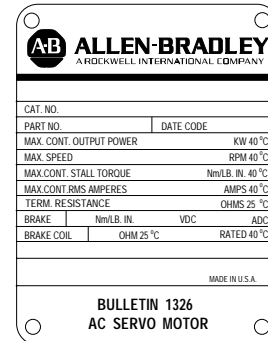 A·B ALLEN-BRADLEY
A ROCKWELL INTERNATIONAL COMPANY
CAT. NO.
PART NO. DATE CODE
MAX. CONT. OUTPUT POWER KW 40 °C
MAX. SPEED RPM 40 °C
MAX.CONT. STALL TORQUE Nm/LB. IN. 40 °C
MAX.CONT.RMS AMPERES AMPS 40 °C
TERM. RESISTANCE OHMS 25 °C
BRAKE Nm/LB. IN. VDC ADC
BRAKE COIL OHM 25 °C RATED 40 °C
MADE IN U.S.A.
BULLETIN 1326
AC SERVO MOTOR